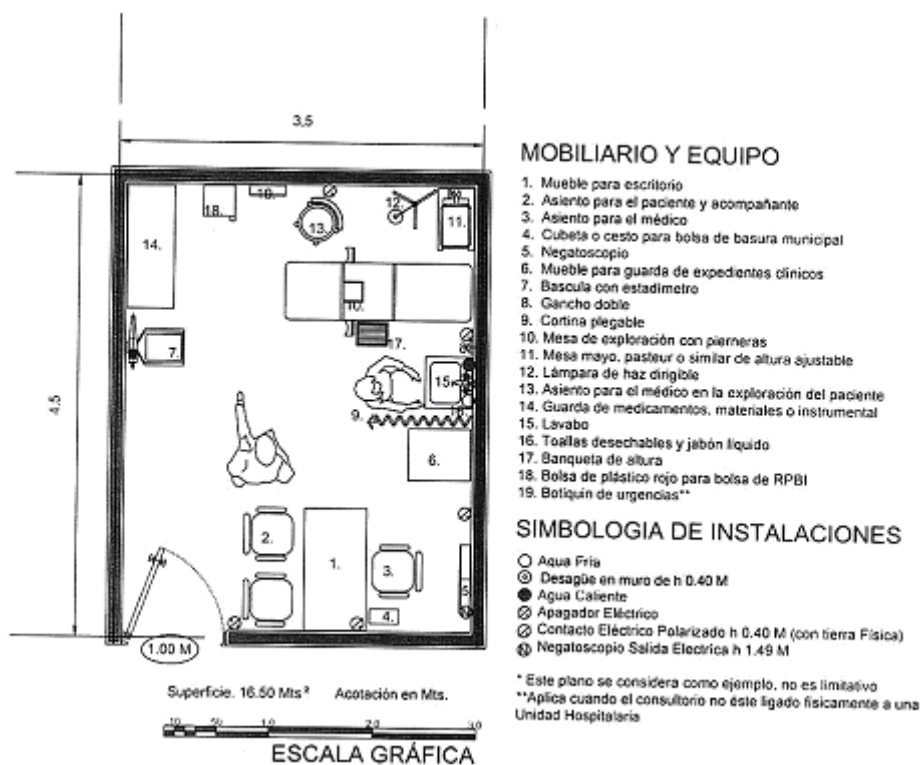 3.5
MOBILIARIO Y EQUIPO
1. Mueble para escritorio
2. Asiento para el paciente y acompañante
3. Asiento para el médico
4. Cubeta o cesto para bolsa de basura municipal
5. Negatoscopio
6. Mueble para guarda de expedientes clínicos
7. Bascula con estadímetro
8. Gancho doble
9. Cortina plegable
10. Mesa de exploración con pierneras
11. Mesa mayo, pasteur o similar de altura ajustable
12. Lámpara de haz dirigible
13. Asiento para el médico en la exploración del paciente
14. Guarda de medicamentos, materiales o instrumental
15. Lavabo
16. Toallas desechables y jabón líquido
17. Banqueta de altura
18. Bolsa de plástico rojo para bolsa de RPBI
19. Botiquín de urgencias**
SIMBOLOGIA DE INSTALACIONES
Agua Fría
Desagüe en muro de h 0.40 M
Agua Caliente
Apagador Eléctrico
Contacto Eléctrico Polarizado h 0.40 M (con tierra Física)
Negatoscopio Salida Electrica h 1.49 M
* Este plano se considera como ejemplo, no es limitativo
**Aplica cuando el consultorio no éste ligado físicamente a una
Unidad Hospitalaria
14.
18.
13.
12.
11.
10.
17.
7.
4.5
15.
9.
6.
2.
1.
3.
5
4.
1.00 M
Superficie. 16.50 Mts²
Acotación en Mts.
10 50 1.0 2.0 3.0
ESCALA GRÁFICA